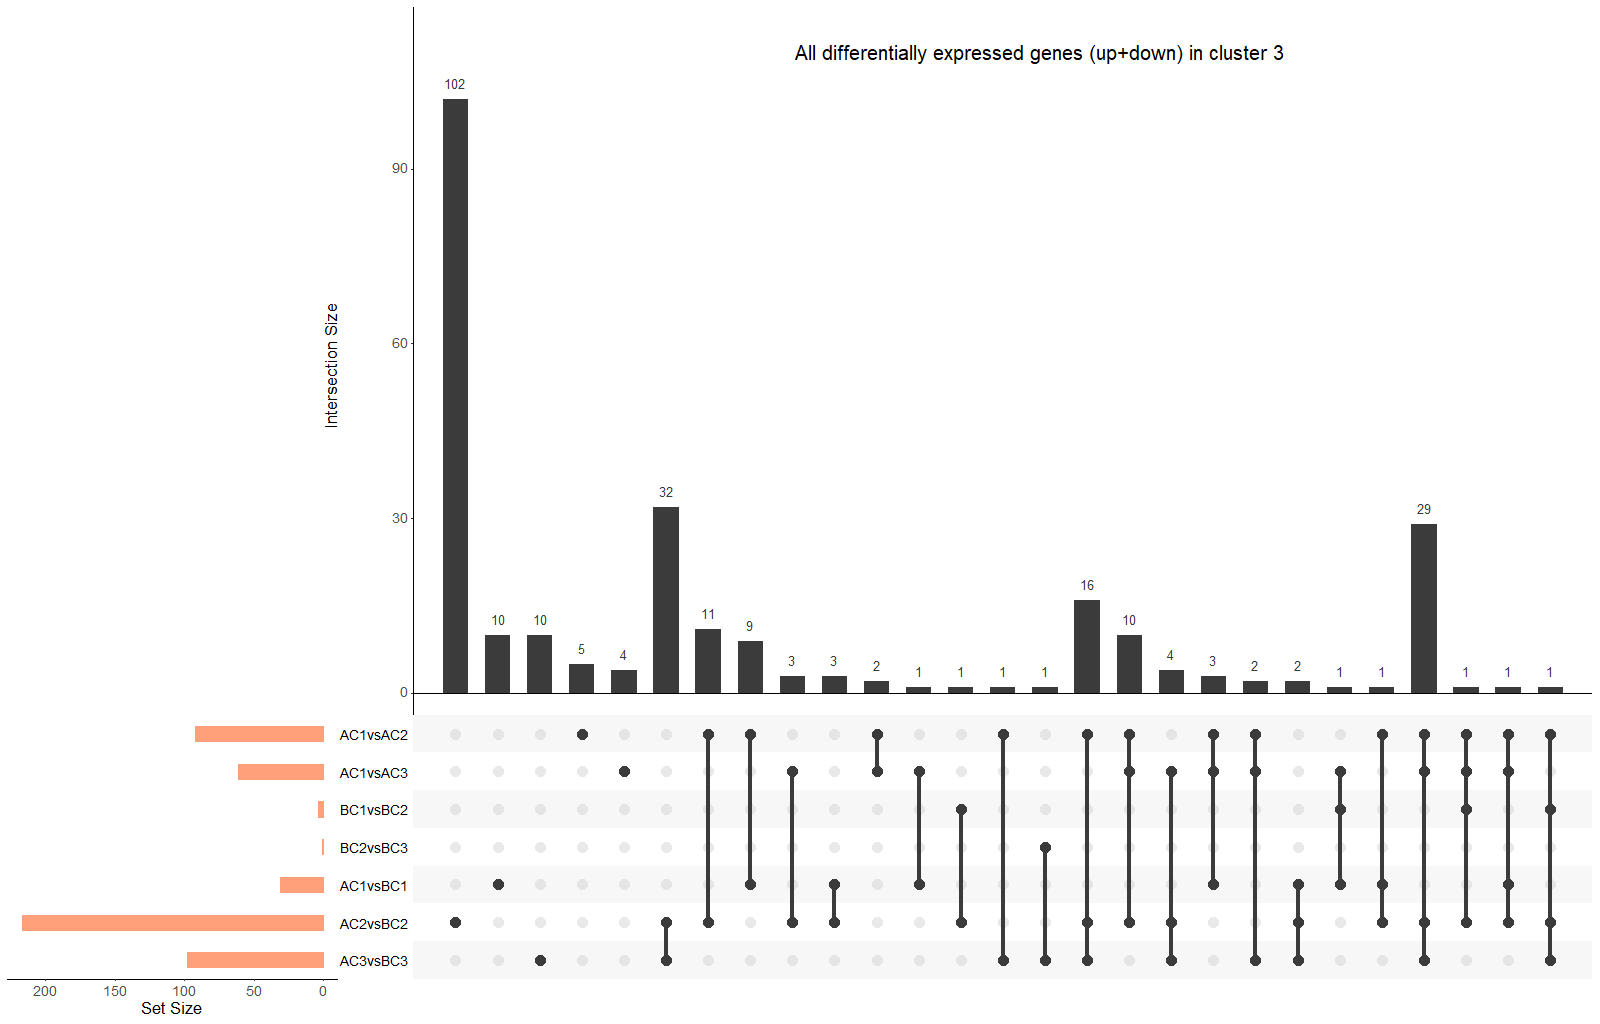 All differentially expressed genes (up+down) in cluster 3
102
90
Intersection Size
60
32
29
30
16
11
10 10
10
9
5
4
4
3 3
3
2
2 2
1 1 1 1
1 1
1 1 1
0
AC1vsAC2
AC1vsAC3
BC1vsBC2
BC2vsBC3
AC1vsBC1
AC2vsBC2
AC3vsBC3
200 150 100 50 0
Set Size